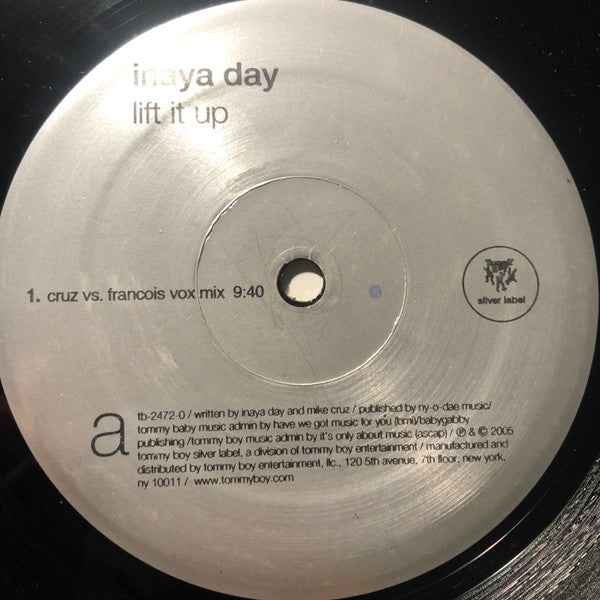 inaya day
lift it up
1. cruz vs. francois vox mix 9:40
silver label
a
tb-2472-0 / written by inaya day and mike cruz / published by ny-o-dae music/
tommy baby music admin by have we got music for you (bmi)/babygabby
publishing /tommy boy music admin by it's only about music (ascap) / ℗ & © 2005
tommy boy silver label, a division of tommy boy entertainment / manufactured and
distributed by tommy boy entertainment, llc., 120 5th avenue, 7th floor, new york,
ny 10011 / www.tommyboy.com